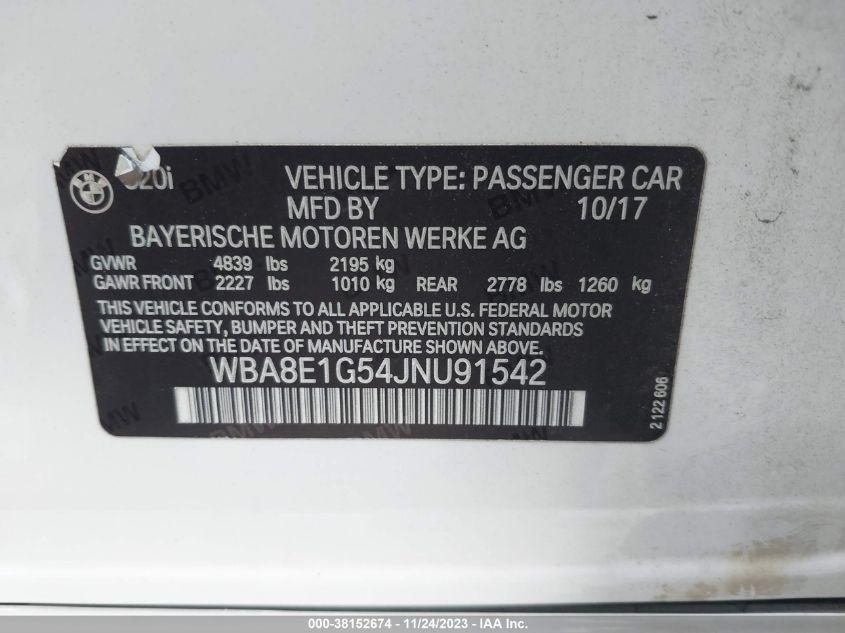 20i VEHICLE TYPE: PASSENGER CAR
MFD BY 10/17
BAYERISCHE MOTOREN WERKE AG
GVWR 4839 lbs 2195 kg
GAWR FRONT 2227 lbs 1010 kg REAR 2778 lbs 1260 kg
THIS VEHICLE CONFORMS TO ALL APPLICABLE U.S. FEDERAL MOTOR
VEHICLE SAFETY, BUMPER AND THEFT PREVENTION STANDARDS
IN EFFECT ON THE DATE OF MANUFACTURE SHOWN ABOVE.
WBA8E1G54JNU91542
2 122 606
000-38152674 - 11/24/2023 - IAA